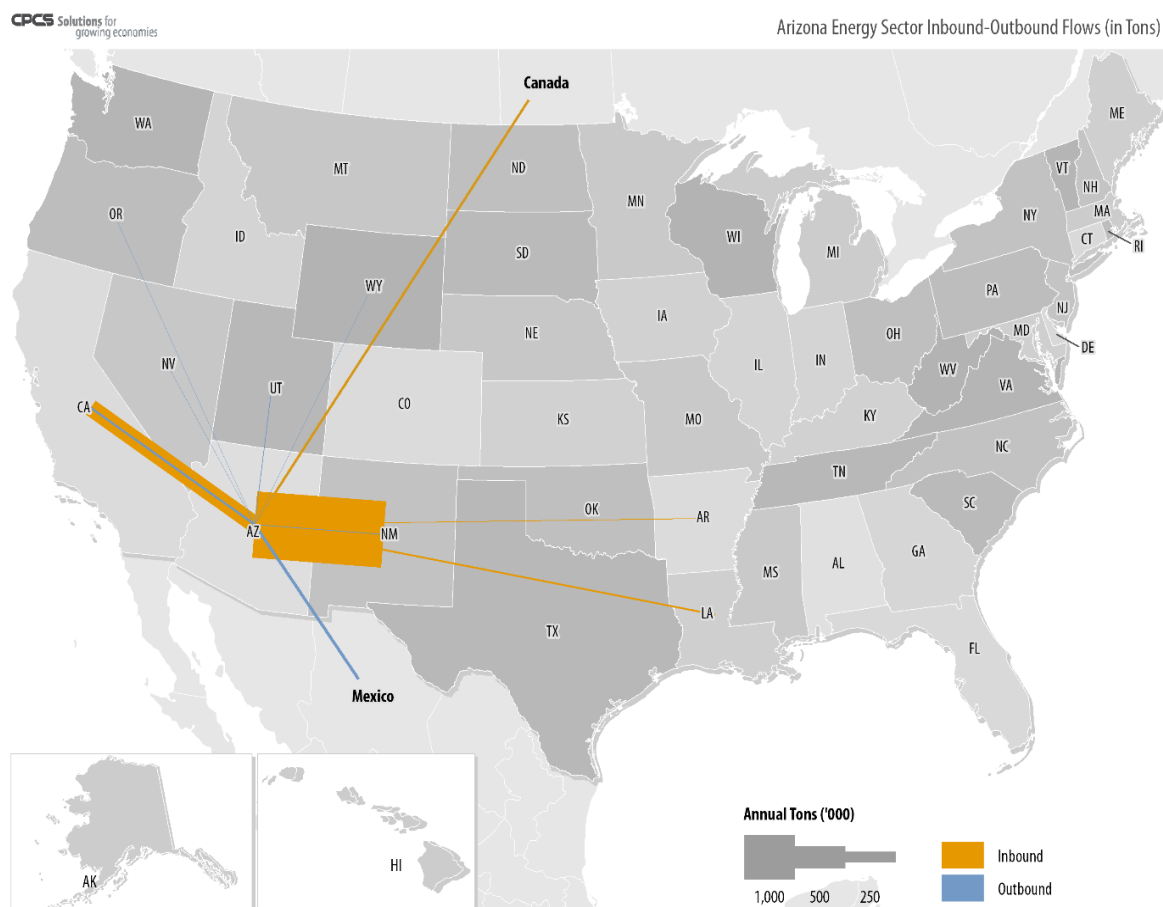 CPCS Solutions for
growing economies
Arizona Energy Sector Inbound-Outbound Flows (in Tons)
Canada
WA
ME
MT
ND
VT
NH
MN
OR
NY
MA
ID
WI
CT
RI
SD
MI
WY
PA
NJ
IA
NE
OH
MD
DE
NV
IL
IN
UT
WV
VA
CO
CA
KS
MO
KY
NC
TN
OK
AR
SC
AZ
NM
GA
MS
AL
LA
TX
FL
Mexico
Annual Tons ('000)
Inbound
HI
AK
Outbound
1,000 500 250